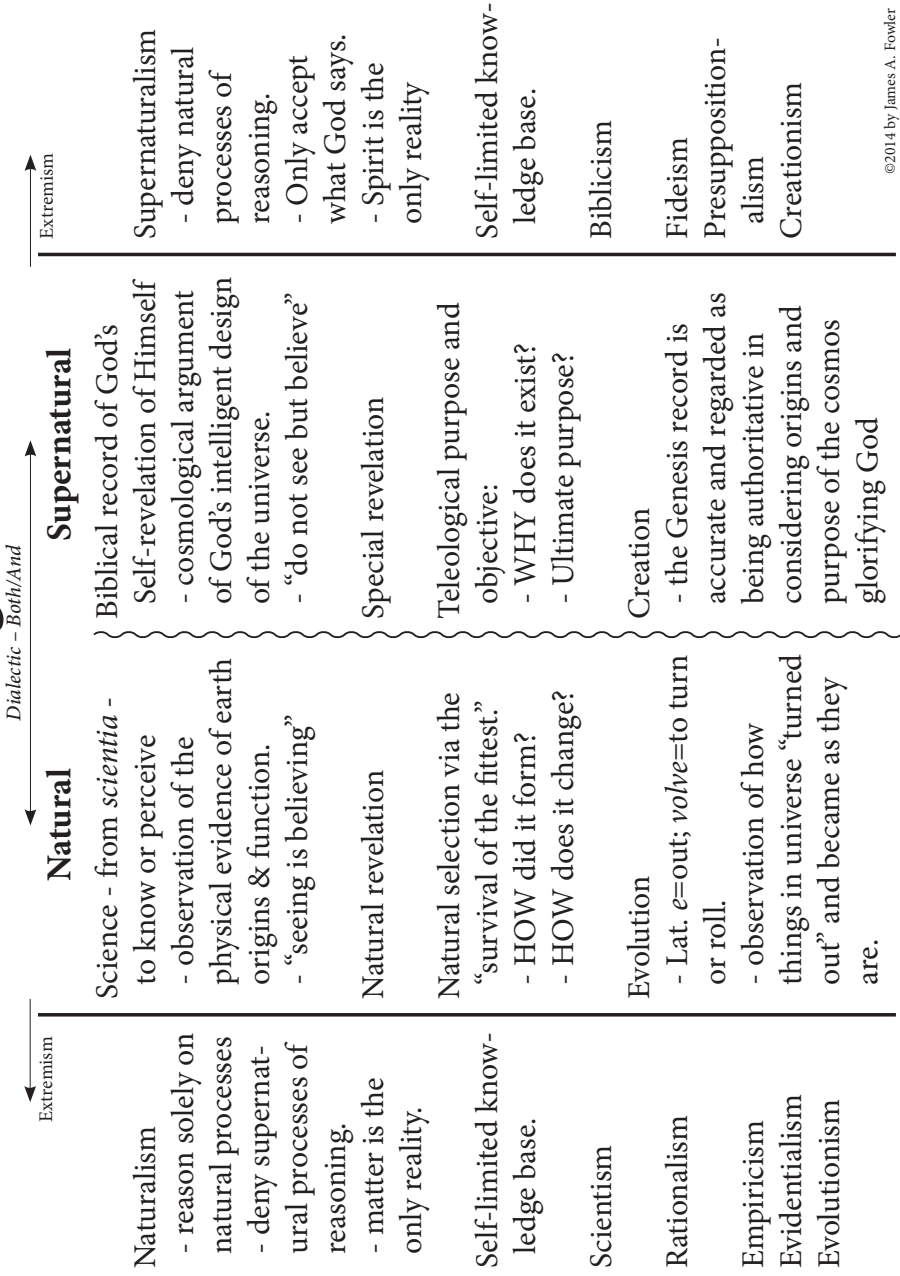 Dialectic – Both/And
Extremism
Natural
Supernatural
Extremism
Naturalism
- reason solely on
natural processes
- deny supernat-
ural processes of
reasoning.
- matter is the
only reality.
Self-limited know-
ledge base.
Scientism
Rationalism
Empiricism
Evidentialism
Evolutionism
Science - from scientia -
to know or perceive
- observation of the
physical evidence of earth
origins & function.
- “seeing is believing”
Natural revelation
Natural selection via the
“survival of the fittest.”
- HOW did it form?
- HOW does it change?
Evolution
- Lat. e=out; volve=to turn
or roll.
- observation of how
things in universe “turned
out” and became as they
are.
Biblical record of God’s
Self-revelation of Himself
- cosmological argument
of God’s intelligent design
of the universe.
- “do not see but believe”
Special revelation
Teleological purpose and
objective:
- WHY does it exist?
- Ultimate purpose?
Creation
- the Genesis record is
accurate and regarded as
being authoritative in
considering origins and
purpose of the cosmos
glorifying God
Supernaturalism
- deny natural
processes of
reasoning.
- Only accept
what God says.
- Spirit is the
only reality
Self-limited know-
ledge base.
Biblicism
Fideism
Presupposition-
alism
Creationism
©2014 by James A. Fowler